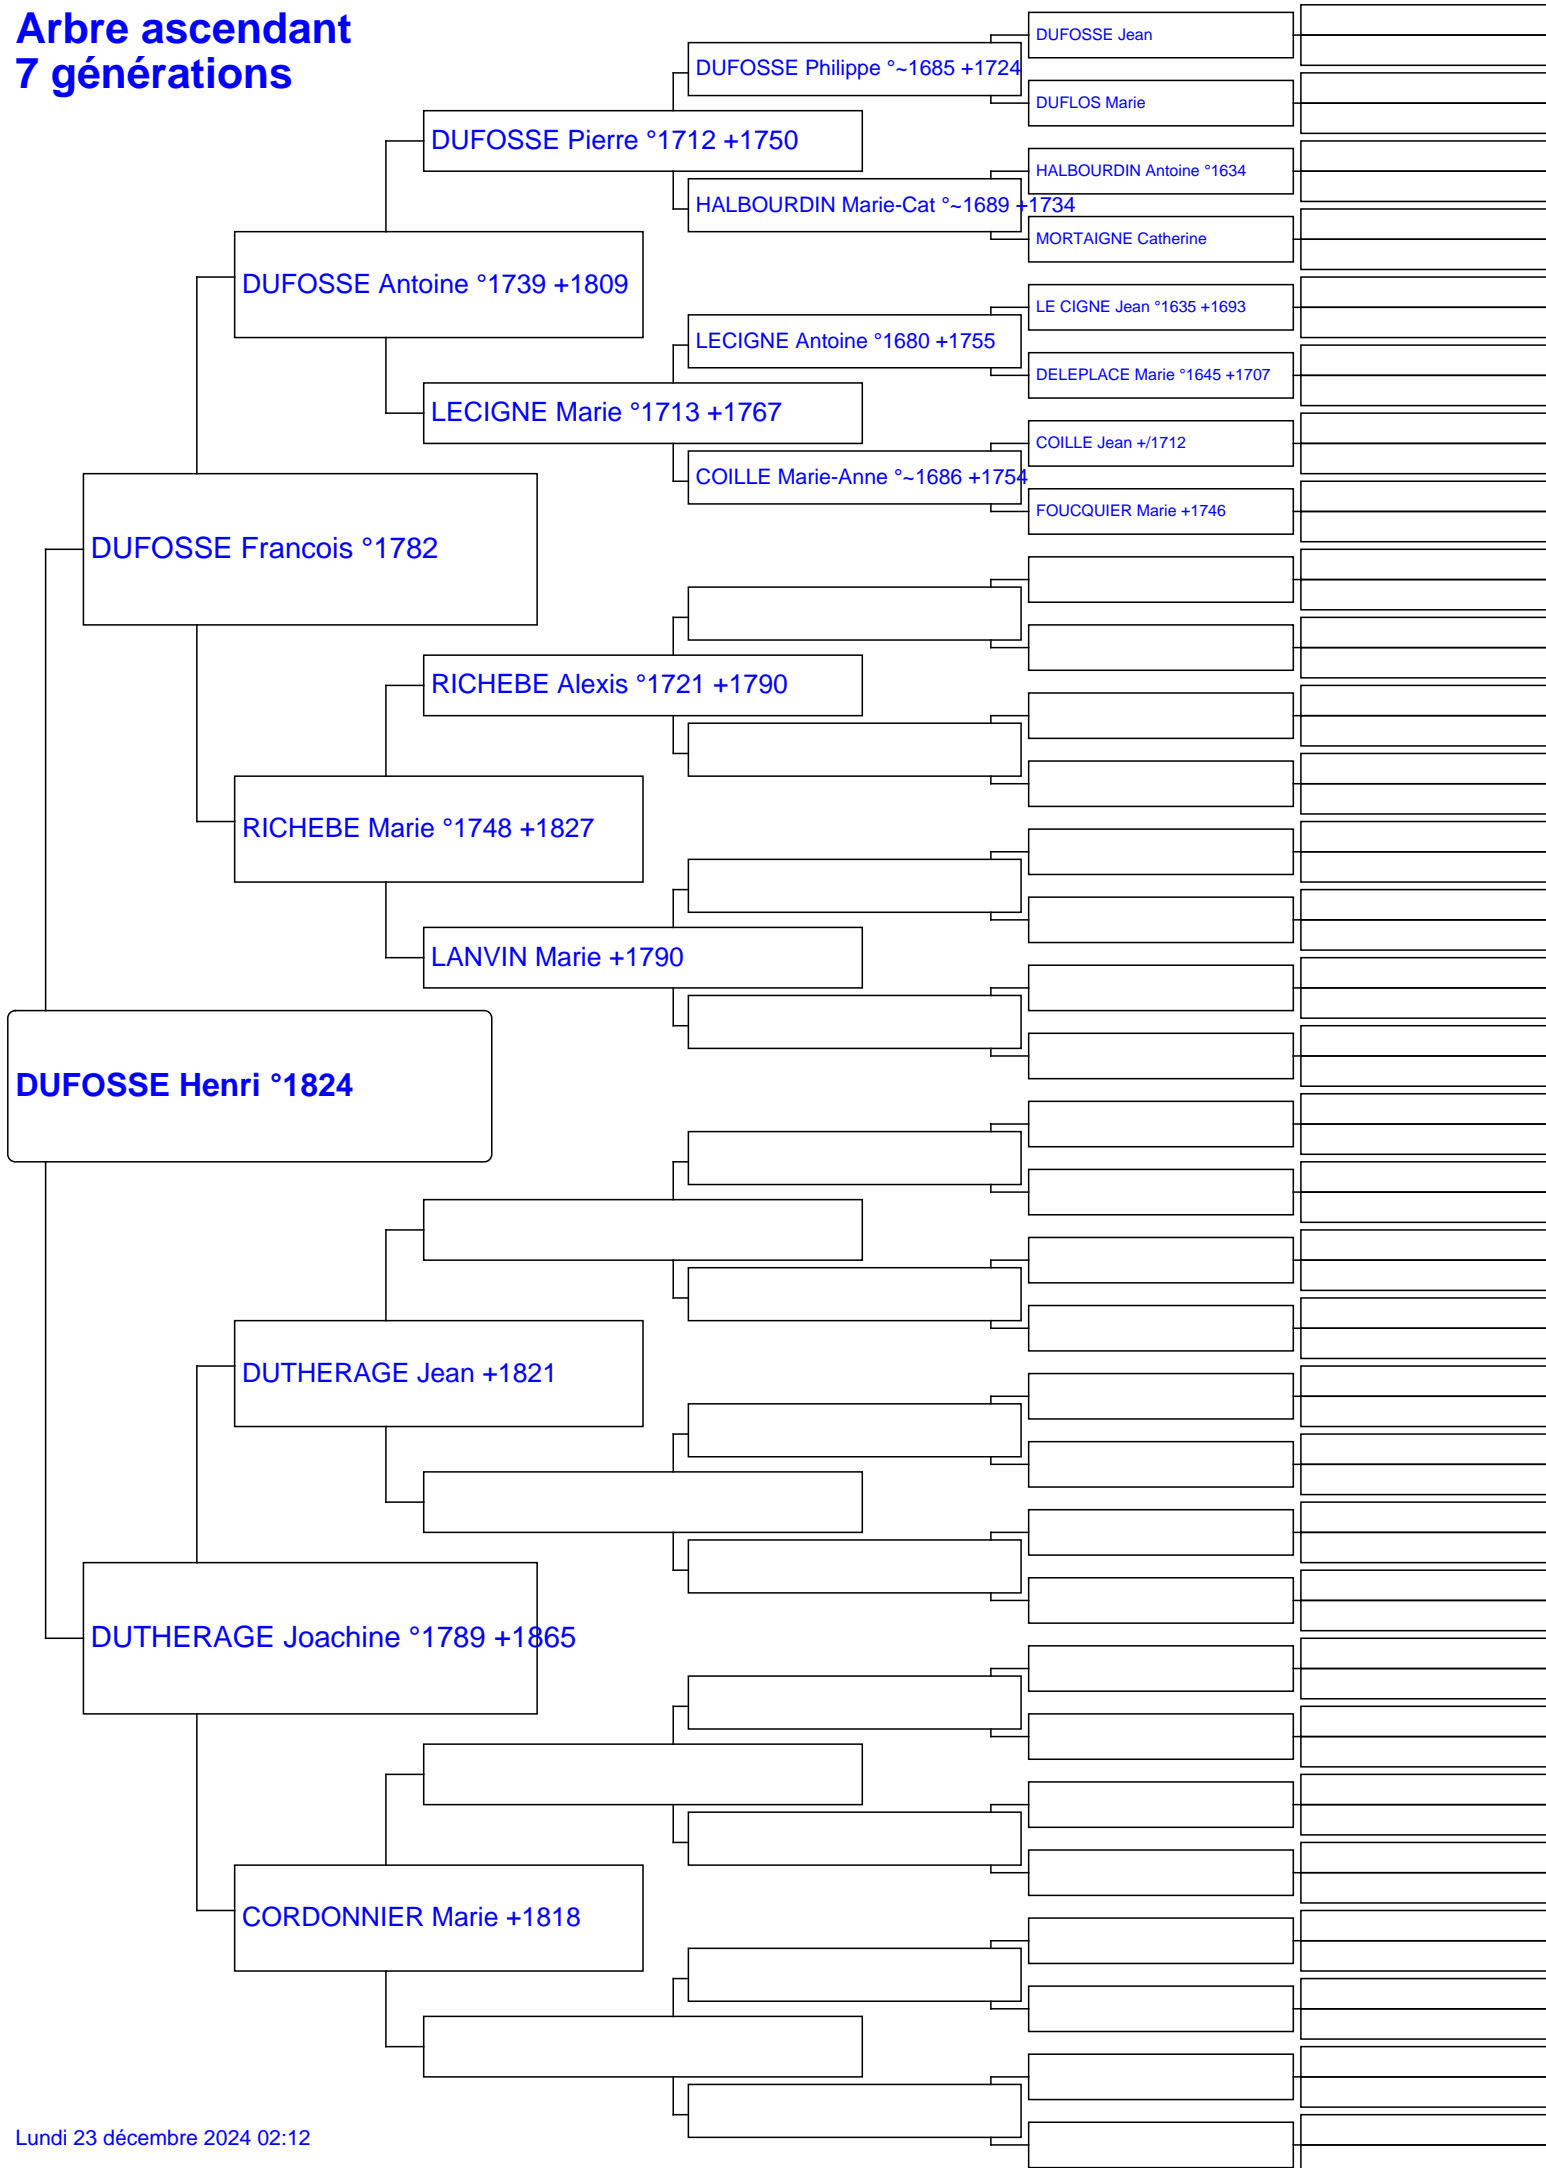 Arbre ascendant
7 générations
DUFOSSE Jean
DUFOSSE Philippe °~1685 +1724
DUFLOS Marie
DUFOSSE Pierre °1712 +1750
HALBOURDIN Antoine °1634
HALBOURDIN Marie-Cat °~1689 +1734
MORTAIGNE Catherine
DUFOSSE Antoine °1739 +1809
LE CIGNE Jean °1635 +1693
LECIGNE Antoine °1680 +1755
DELEPLACE Marie °1645 +1707
LECIGNE Marie °1713 +1767
COILLE Jean +/1712
COILLE Marie-Anne °~1686 +1754
FOUCQUIER Marie +1746
DUFOSSE Francois °1782
RICHEBE Alexis °1721 +1790
RICHEBE Marie °1748 +1827
LANVIN Marie +1790
DUFOSSE Henri °1824
DUTHERAGE Jean +1821
DUTHERAGE Joachine °1789 +1865
CORDONNIER Marie +1818
Lundi 23 décembre 2024 02:12